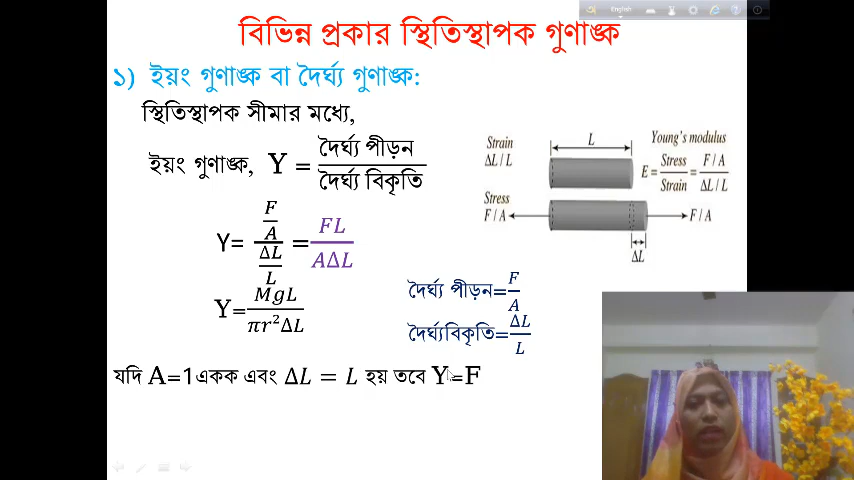 English
বিভিন্ন প্রকার স্থিতিস্থাপক গুণাঙ্ক
১) ইয়ং গুণাঙ্ক বা দৈর্ঘ্য গুণাঙ্ক:
স্থিতিস্থাপক সীমার মধ্যে,
ইয়ং গুণাঙ্ক, Y = দৈর্ঘ্য পীড়ন / দৈর্ঘ্য বিকৃতি
Y= (F/A) / (ΔL/L) = FL / AΔL
Y= MgL / πr²ΔL
Strain
ΔL / L
L
Young's modulus
E = Stress / Strain = F / A / ΔL / L
Stress
F / A
F / A
ΔL
দৈর্ঘ্য পীড়ন= F/A
দৈর্ঘ্যবিকৃতি= ΔL/L
যদি A=1একক এবং ΔL = L হয় তবে Y=F